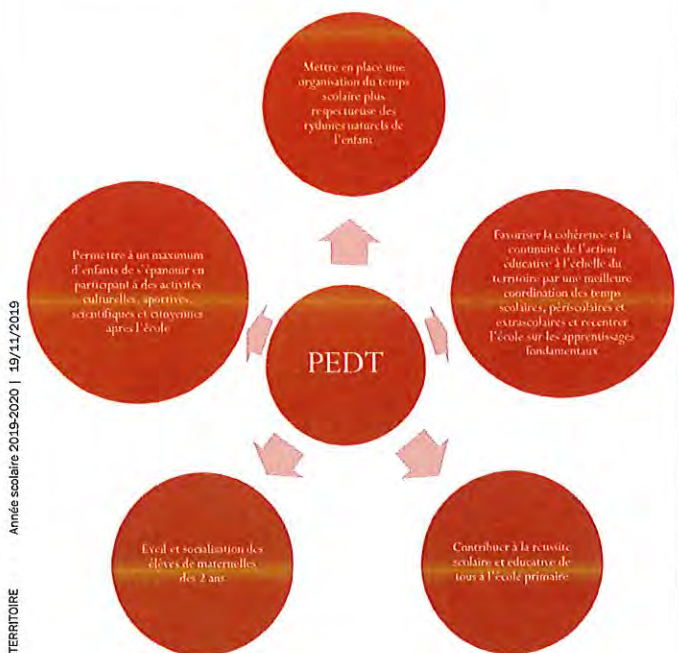 Mettre en place une
organisation du temps
scolaire plus
respectueuse des
rythmes naturels de
l'enfant
Permettre à un maximum
d'enfants de s'épanouir en
participant à des activités
culturelles, sportives,
scientifiques et citoyennes
après l'école
Favoriser la cohérence et la
continuité de l'action
éducative à l'échelle du
territoire par une meilleure
coordination des temps
scolaires, périscolaires et
extrascolaires et recentrer
l'école sur les apprentissages
fondamentaux
PEDT
Eveil et socialisation des
élèves de maternelles
des 2 ans
Contribuer à la réussite
scolaire et éducative de
tous à l'école primaire
TERRITOIRE
Année scolaire 2019-2020 | 19/11/2019